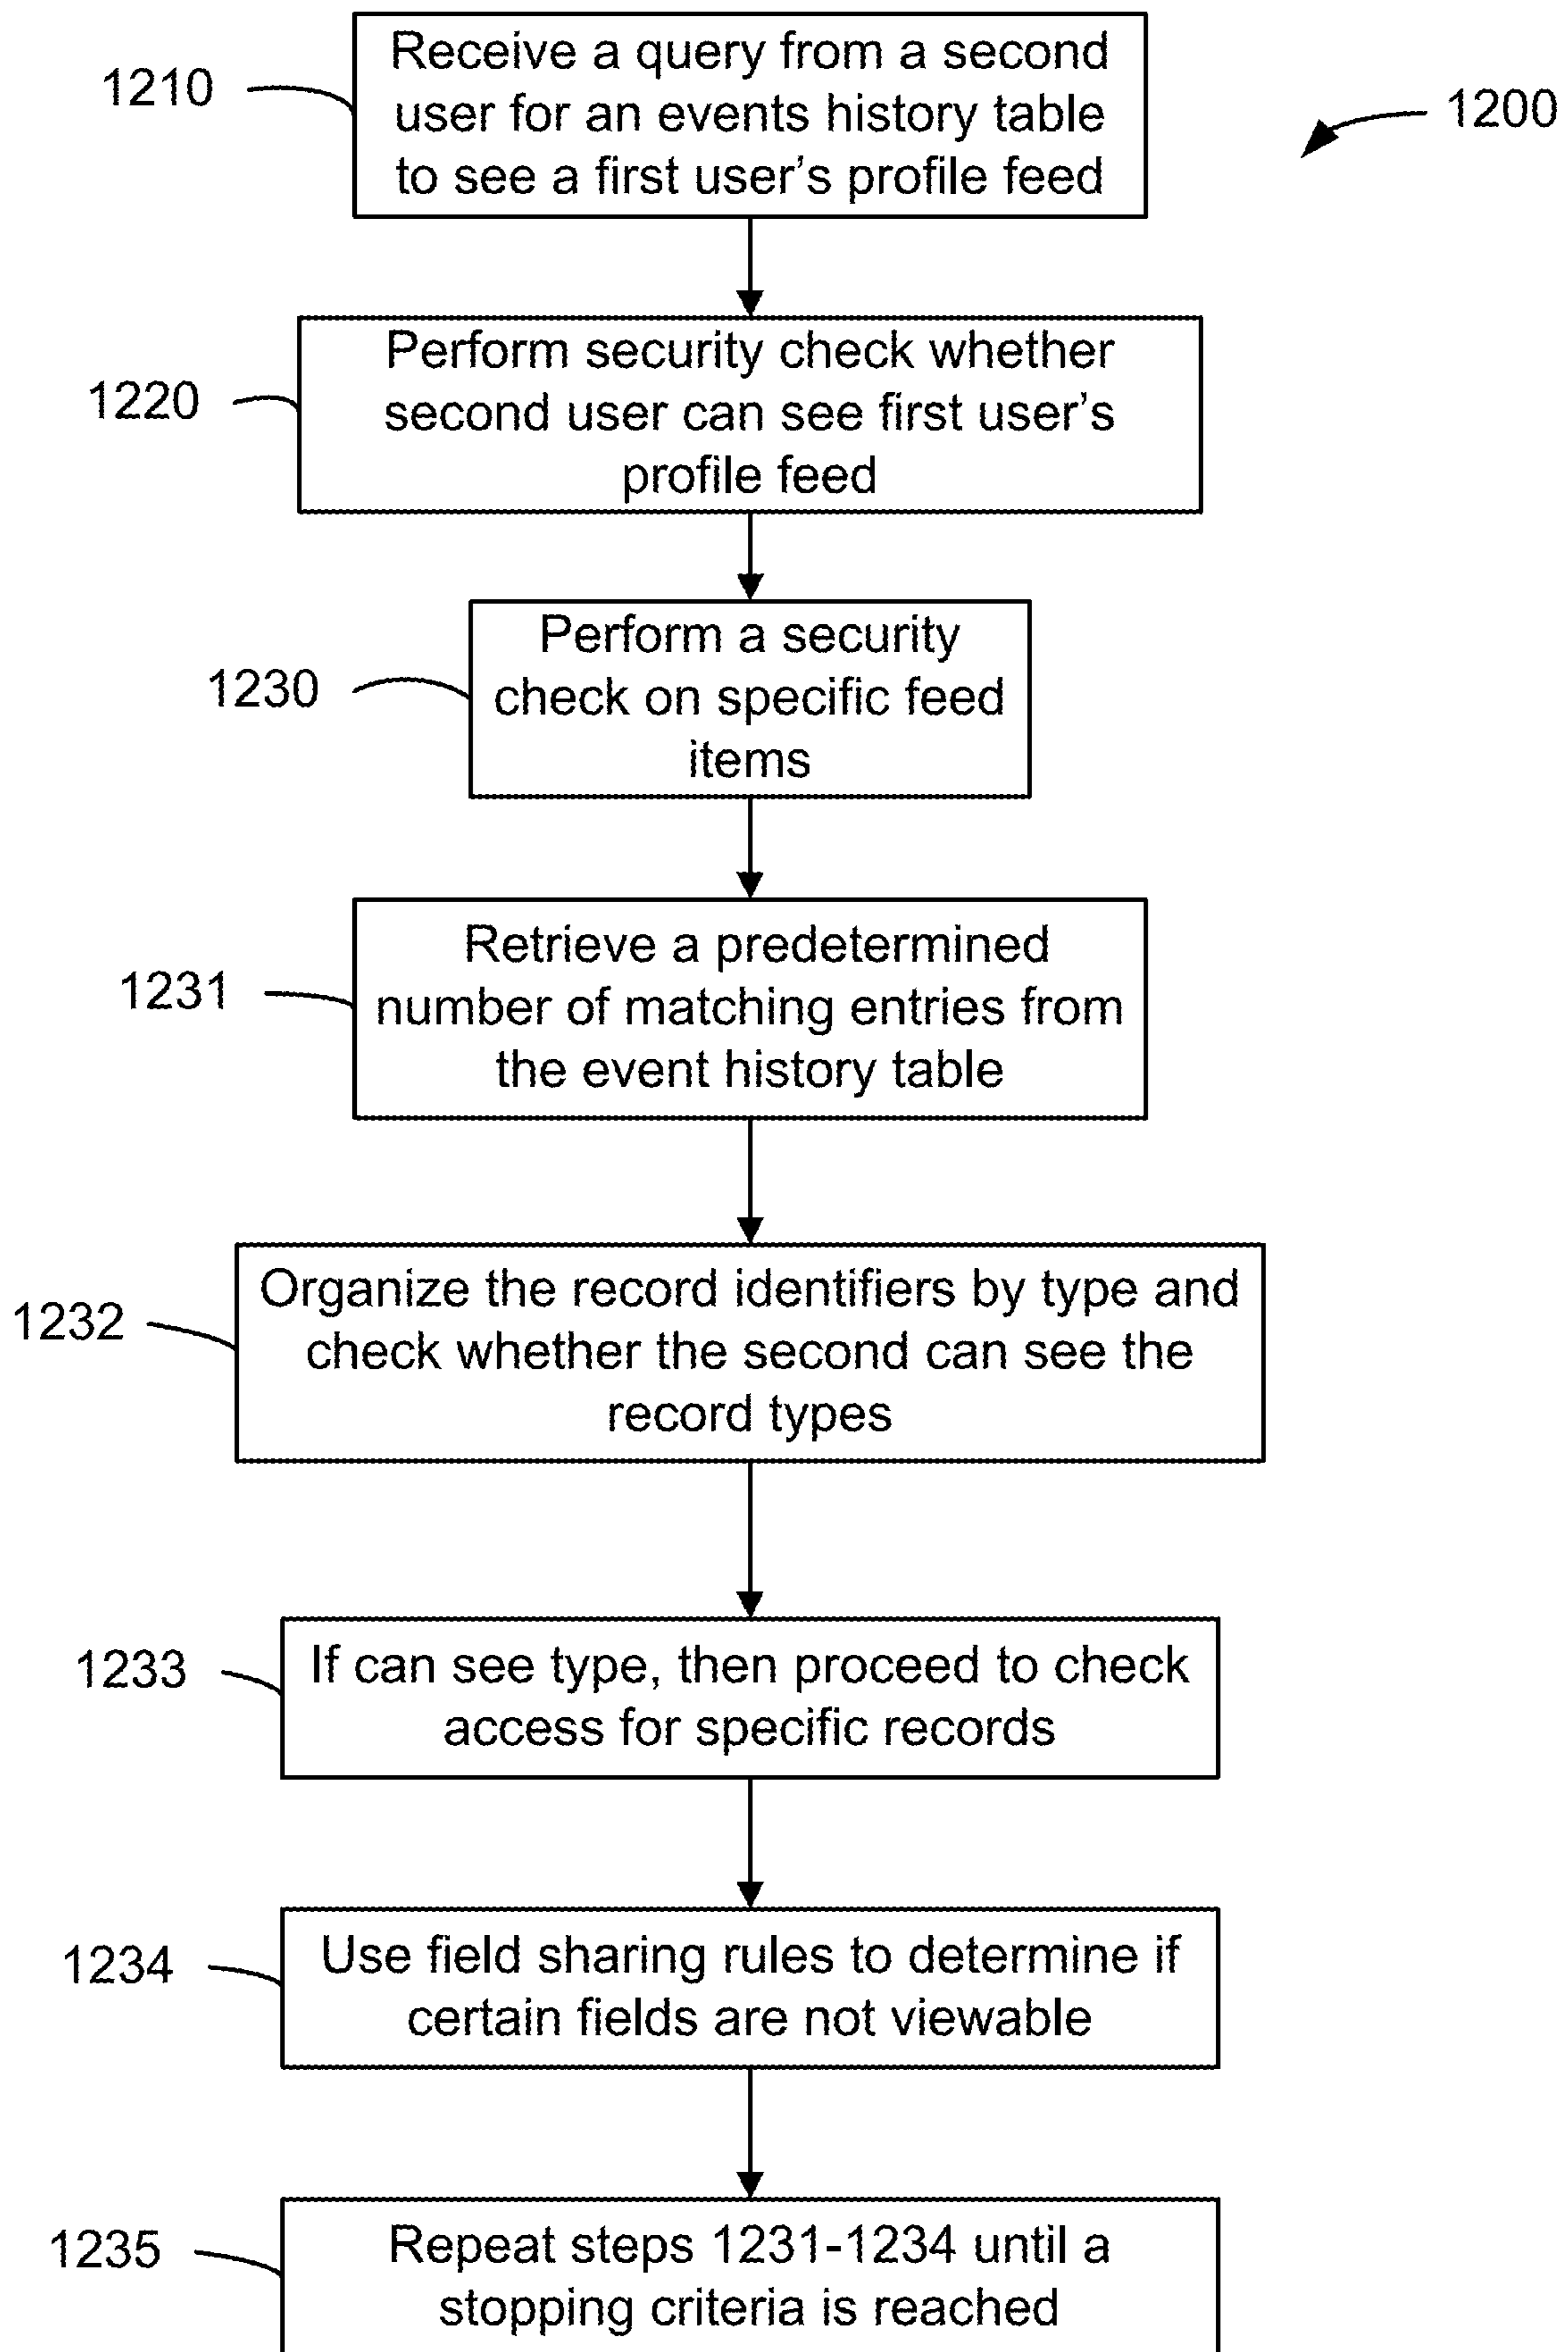 1210
Receive a query from a second
user for an events history table
to see a first user's profile feed
1200
1220
Perform security check whether
second user can see first user's
profile feed
1230
Perform a security
check on specific feed
items
1231
Retrieve a predetermined
number of matching entries from
the event history table
1232
Organize the record identifiers by type and
check whether the second can see the
record types
1233
If can see type, then proceed to check
access for specific records
1234
Use field sharing rules to determine if
certain fields are not viewable
1235
Repeat steps 1231-1234 until a
stopping criteria is reached